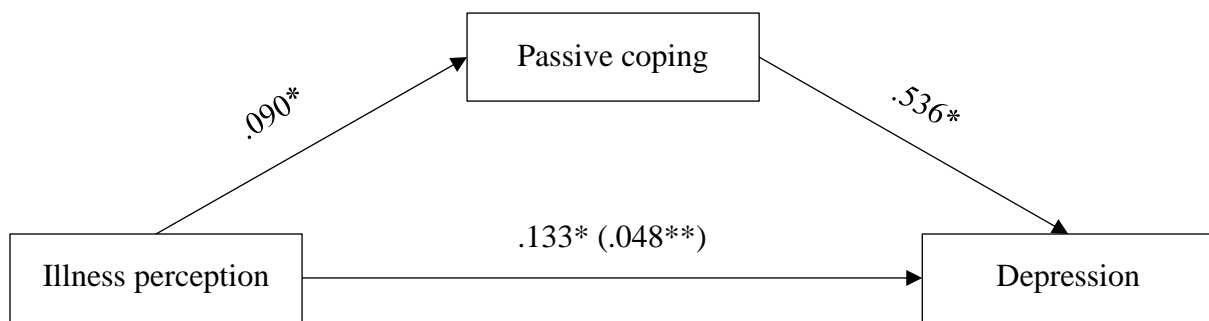 Passive coping
.090*
.536*
.133* (.048**)
Illness perception
Depression